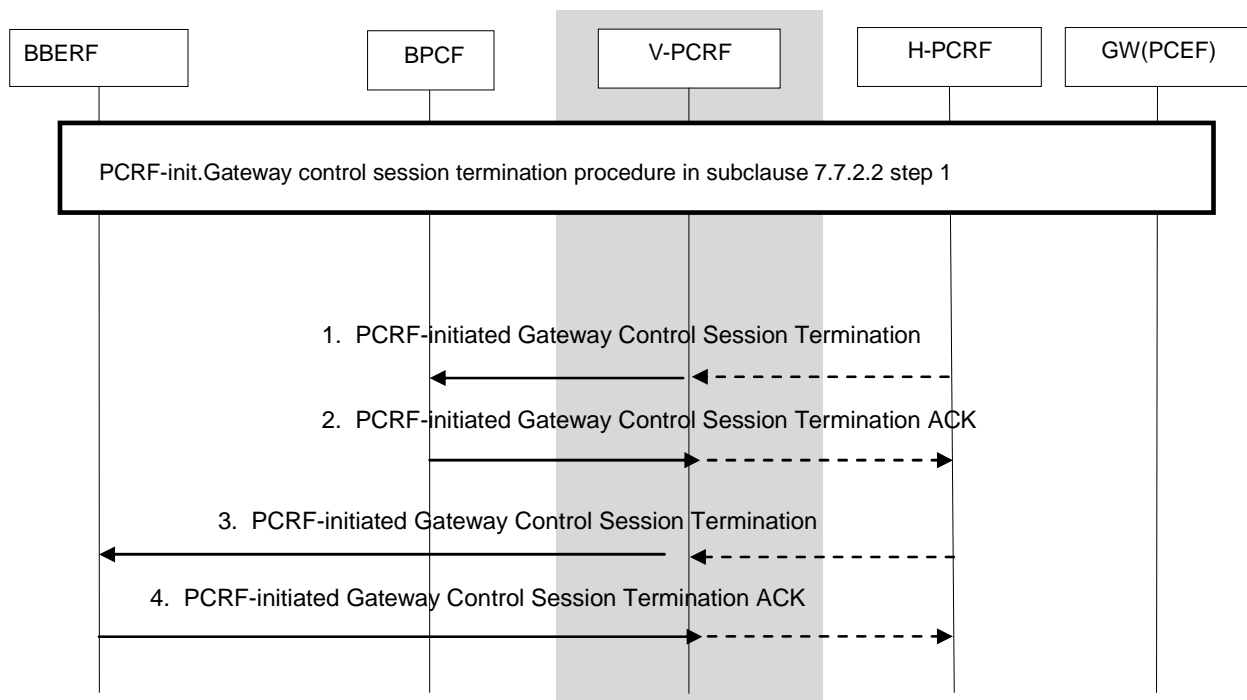 BBERF
BPCF
V-PCRF
H-PCRF
GW(PCEF)
PCRF-init.Gateway control session termination procedure in subclause 7.7.2.2 step 1
1. PCRF-initiated Gateway Control Session Termination
2. PCRF-initiated Gateway Control Session Termination ACK
3. PCRF-initiated Gateway Control Session Termination
4. PCRF-initiated Gateway Control Session Termination ACK